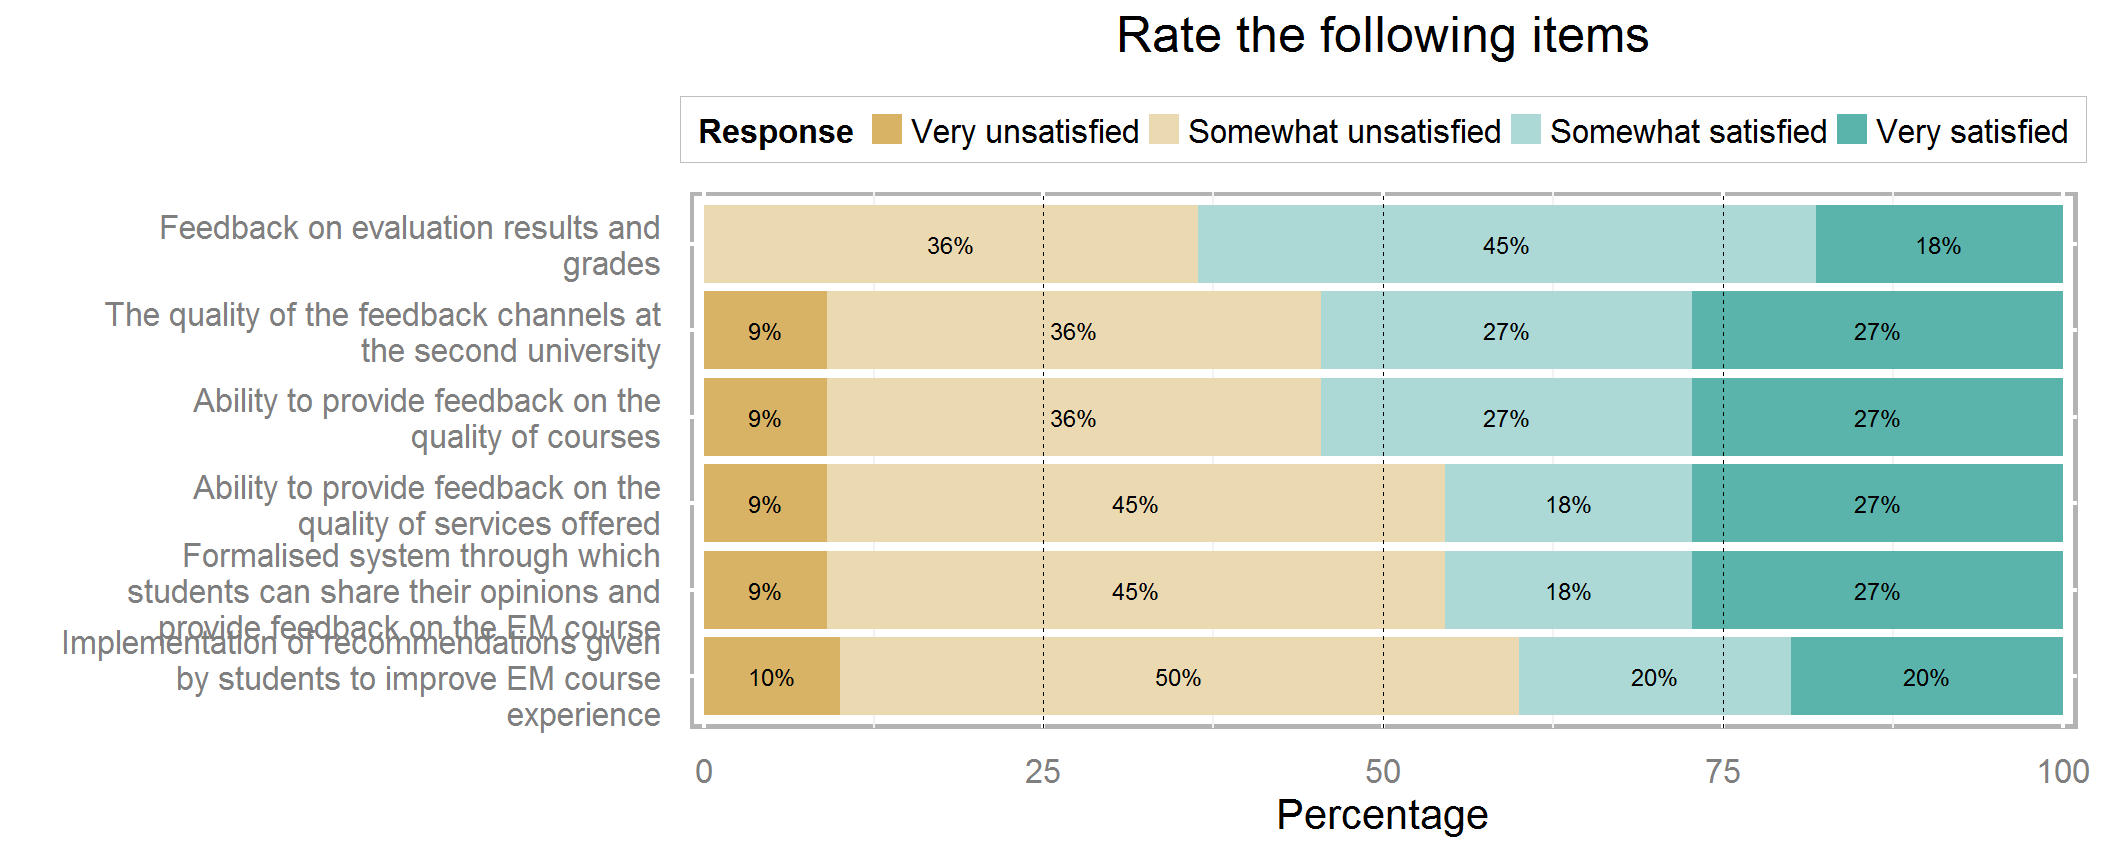 Rate the following items
Response Very unsatisfied Somewhat unsatisfied Somewhat satisfied Very satisfied
Feedback on evaluation results and
grades
36% 45% 18%
The quality of the feedback channels at
the second university
9% 36% 27% 27%
Ability to provide feedback on the
quality of courses
9% 36% 27% 27%
Ability to provide feedback on the
quality of services offered
9% 45% 18% 27%
Formalised system through which
students can share their opinions and
provide feedback on the EM course
9% 45% 18% 27%
Implementation of recommendations given
by students to improve EM course
experience
10% 50% 20% 20%
0 25 50 75 100
Percentage